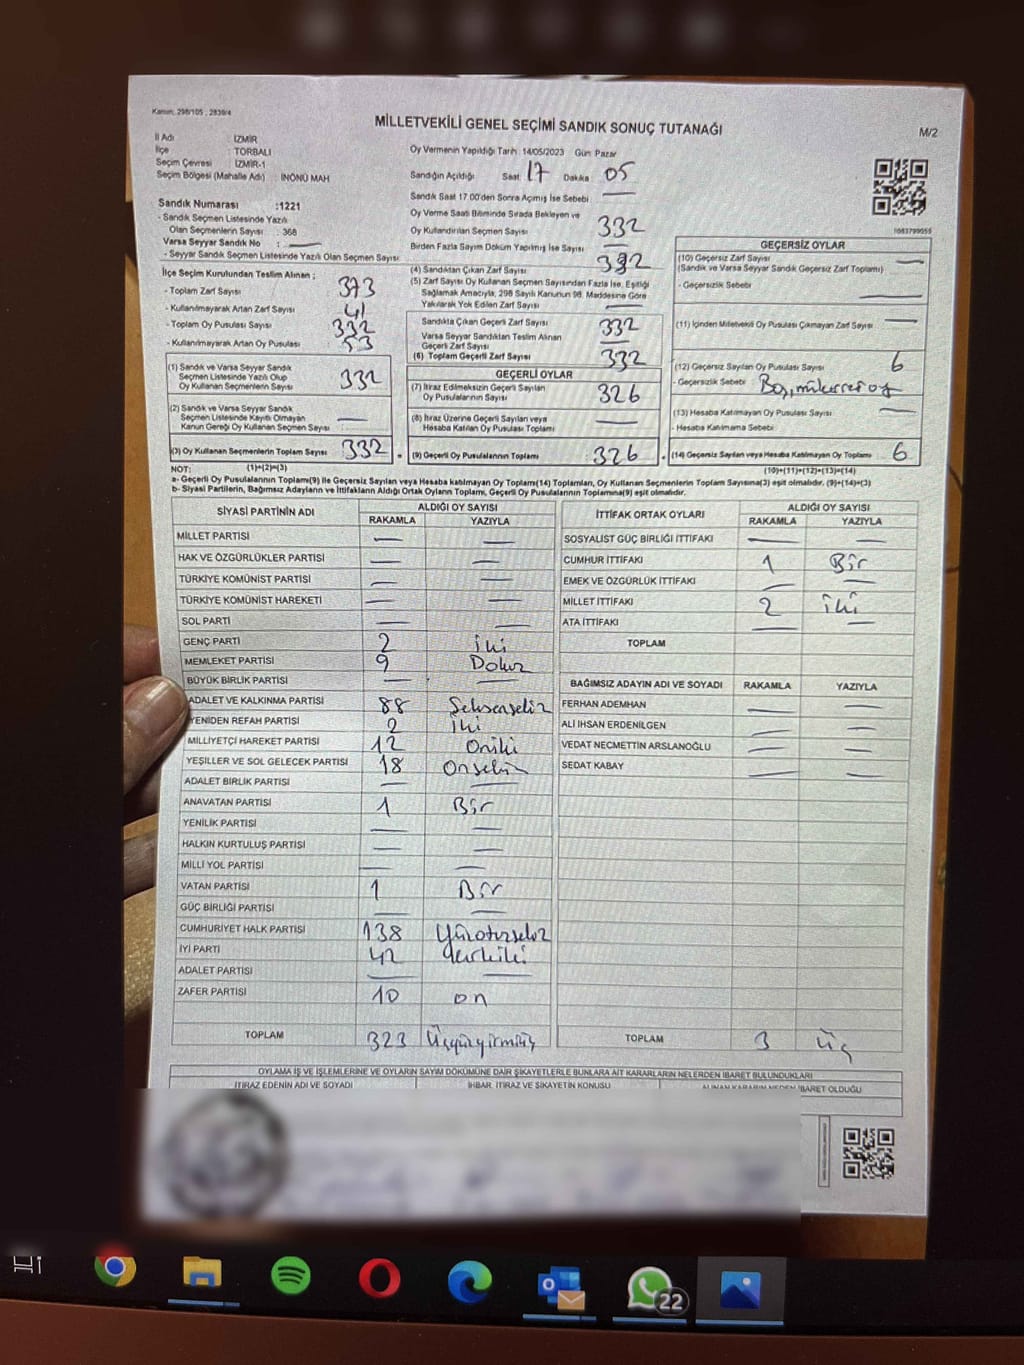 Kanun: 298/105 , 2839/4
MİLLETVEKİLİ GENEL SEÇİMİ SANDIK SONUÇ TUTANAĞI
M/2
İl Adı : İZMİR
İlçe : TORBALI
Seçim Çevresi : İZMİR-1
Seçim Bölgesi (Mahalle Adı) : İNÖNÜ MAH
Oy Vermenin Yapıldığı Tarih: 14/05/2023 Gün: Pazar
Sandığın Açıldığı Saat: 17 Dakika 05
Sandık Saat 17.00'den Sonra Açmış İse Sebebi
Sandık Numarası :1221
- Sandık Seçmen Listesinde Yazılı
Olan Seçmenlerin Sayısı : 368
Varsa Seyyar Sandık No : —
- Seyyar Sandık Seçmen Listesinde Yazılı Olan Seçmen Sayısı
Oy Verme Saati Bitiminde Sırada Bekleyen ve
Oy Kullandırılan Seçmen Sayısı 332
Birden Fazla Sayım Döküm Yapılmış İse Sayısı —
İlçe Seçim Kurulundan Teslim Alınan ;
- Toplam Zarf Sayısı 373
- Kullanılmayarak Artan Zarf Sayısı 41
- Toplam Oy Pusulası Sayısı 332
- Kullanılmayarak Artan Oy Pusulası 53
(4) Sandıktan Çıkan Zarf Sayısı 332
(5) Zarf Sayısı Oy Kullanan Seçmen Sayısından Fazla İse, Eşitliği
Sağlamak Amacıyla, 298 Sayılı Kanunun 98. Maddesine Göre
Yakılarak Yok Edilen Zarf Sayısı —
Sandıkta Çıkan Geçerli Zarf Sayısı 332
Varsa Seyyar Sandıktan Teslim Alınan
Geçerli Zarf Sayısı —
(6) Toplam Geçerli Zarf Sayısı 332
1083799055
GEÇERSİZ OYLAR
(10) Geçersiz Zarf Sayısı —
(Sandık ve Varsa Seyyar Sandık Geçersiz Zarf Toplamı)
- Geçersizlik Sebebi —
(11) İçinden Milletvekili Oy Pusulası Çıkmayan Zarf Sayısı —
(12) Geçersiz Sayılan Oy Pusulası Sayısı 6
- Geçersizlik Sebebi Boş, mükerrer oy
(13) Hesaba Katılmayan Oy Pusulası Sayısı —
- Hesaba Katılmama Sebebi
(14) Geçersiz Sayılan veya Hesaba Katılmayan Oy Toplamı 6
(10)+(11)+(12)+(13)=(14)
(1) Sandık ve Varsa Seyyar Sandık
Seçmen Listesinde Yazılı Olup
Oy Kullanan Seçmenlerin Sayısı 332
(2) Sandık ve Varsa Seyyar Sandık
Seçmen Listesinde Kayıtlı Olmayan
Kanun Gereği Oy Kullanan Seçmen Sayısı : —
(3) Oy Kullanan Seçmenlerin Toplam Sayısı 332
(1)+(2)=(3)
GEÇERLİ OYLAR
(7) İtiraz Edilmeksizin Geçerli Sayılan
Oy Pusulalarının Sayısı 326
(8) İtiraz Üzerine Geçerli Sayılan veya
Hesaba Katılan Oy Pusulası Toplamı —
(9) Geçerli Oy Pusulalarının Toplamı 326
NOT:
a- Geçerli Oy Pusulalarının Toplamı(9) ile Geçersiz Sayılan veya Hesaba katılmayan Oy Toplamı(14) Toplamları, Oy Kullanan Seçmenlerin Toplam Sayısına(3) eşit olmalıdır. (9)+(14)=(3)
b- Siyasi Partilerin, Bağımsız Adayların ve İttifakların Aldığı Ortak Oyların Toplamı, Geçerli Oy Pusulalarının Toplamına(9) eşit olmalıdır.
SİYASİ PARTİNİN ADI ALDIĞI OY SAYISI
RAKAMLA YAZIYLA
MİLLET PARTİSİ — —
HAK VE ÖZGÜRLÜKLER PARTİSİ — —
TÜRKİYE KOMÜNİST PARTİSİ — —
TÜRKİYE KOMÜNİST HAREKETİ — —
SOL PARTİ — —
GENÇ PARTİ 2 iki
MEMLEKET PARTİSİ 9 Dokuz
BÜYÜK BİRLİK PARTİSİ — —
ADALET VE KALKINMA PARTİSİ 88 Seksensekiz
YENİDEN REFAH PARTİSİ 2 iki
MİLLİYETÇİ HAREKET PARTİSİ 12 Oniki
YEŞİLLER VE SOL GELECEK PARTİSİ 18 Onsekiz
ADALET BİRLİK PARTİSİ — —
ANAVATAN PARTİSİ 1 Bir
YENİLİK PARTİSİ — —
HALKIN KURTULUŞ PARTİSİ — —
MİLLİ YOL PARTİSİ — —
VATAN PARTİSİ 1 Bir
GÜÇ BİRLİĞİ PARTİSİ — —
CUMHURİYET HALK PARTİSİ 138 Yüzotuzsekiz
İYİ PARTİ 42 kırkiki
ADALET PARTİSİ — —
ZAFER PARTİSİ 10 on
TOPLAM 323 Üçyüzyirmiüç
İTTİFAK ORTAK OYLARI ALDIĞI OY SAYISI
RAKAMLA YAZIYLA
SOSYALİST GÜÇ BİRLİĞİ İTTİFAKI — —
CUMHUR İTTİFAKI 1 Bir
EMEK VE ÖZGÜRLÜK İTTİFAKI — —
MİLLET İTTİFAKI 2 iki
ATA İTTİFAKI — —
TOPLAM
BAĞIMSIZ ADAYIN ADI VE SOYADI RAKAMLA YAZIYLA
FERHAN ADEMHAN — —
ALİ İHSAN ERDENİLGEN — —
VEDAT NECMETTİN ARSLANOĞLU — —
SEDAT KABAY — —
TOPLAM 3 üç
OYLAMA İŞ VE İŞLEMLERİNE VE OYLARIN SAYIM DÖKÜMÜNE DAİR ŞİKAYETLERLE BUNLARA AİT KARARLARIN NELERDEN İBARET BULUNDUKLARI
İTİRAZ EDENİN ADI VE SOYADI İHBAR, İTİRAZ VE ŞİKAYETİN KONUSU ALINAN KARARIN NEDEN İBARET OLDUĞU
22